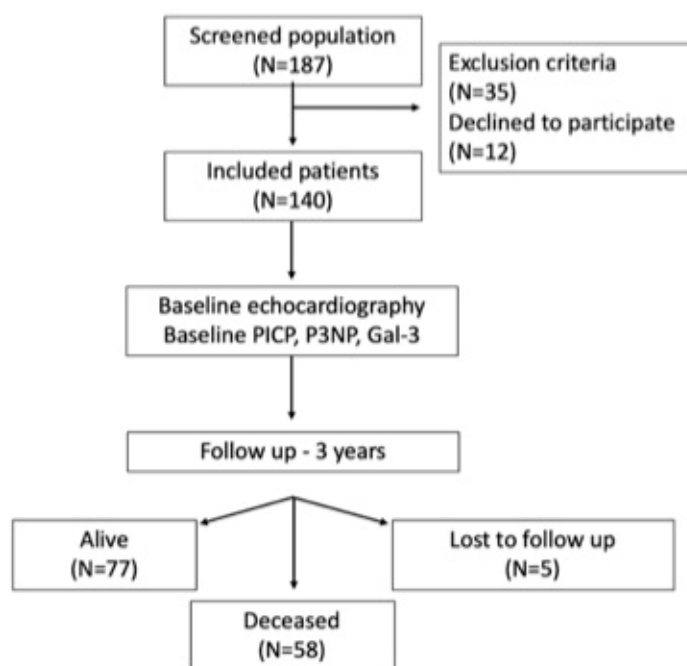 Screened population
(N=187)
Exclusion criteria
(N=35)
Declined to participate
(N=12)
Included patients
(N=140)
Baseline echocardiography
Baseline PICP, P3NP, Gal-3
Follow up - 3 years
Alive
(N=77)
Lost to follow up
(N=5)
Deceased
(N=58)